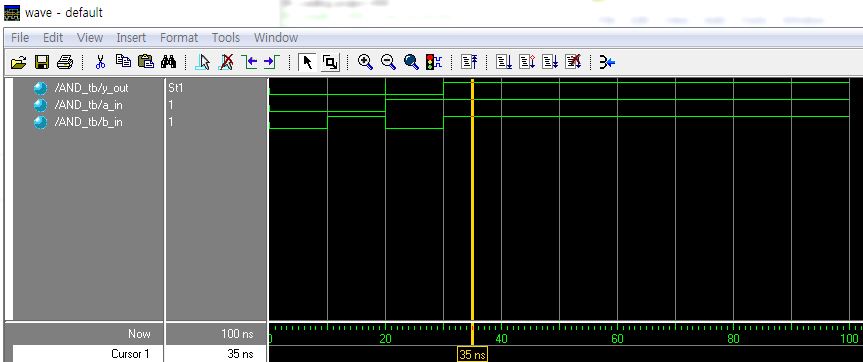 wave - default
File Edit View Insert Format Tools Window
/AND_tb/y_out St1
/AND_tb/a_in 1
/AND_tb/b_in 1
Now 100 ns
0 20 40 60 80 100
Cursor 1 35 ns
35 ns